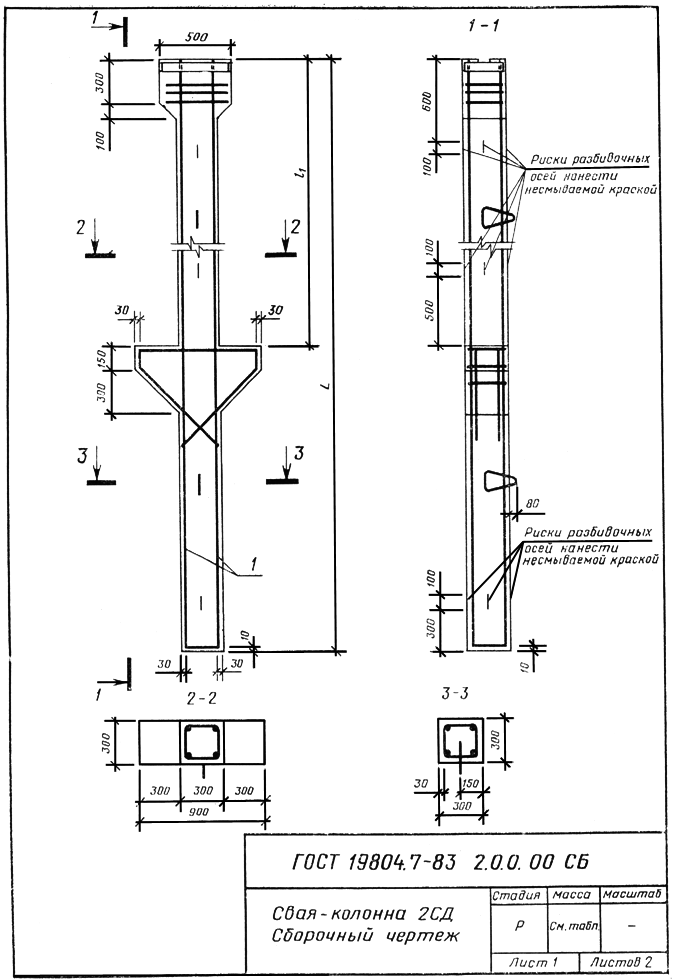 1
500
1-1
300
100
600
100
l₁
L
Риски разбивочных
осей нанести
несмываемой краской
2
2
100
500
30
30
150
300
3
3
80
Риски разбивочных
осей нанести
несмываемой краской
1
100
300
10
10
30
30
1
2-2
3-3
300
300
300
300
300
900
30
150
300
ГОСТ 19804.7-83 2.0.0.00 СБ
Свая-колонна 2СД
Сборочный чертеж
Стадия Масса Масштаб
Р См. табл. –
Лист 1 Листов 2